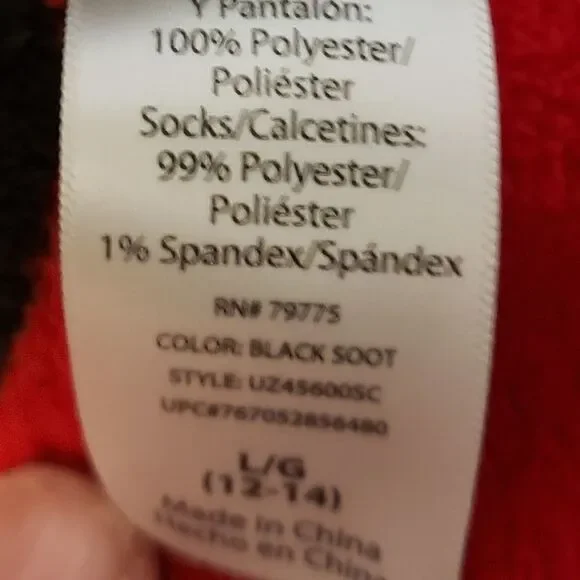 Y Pantalón:
100% Polyester/
Poliéster
Socks/Calcetines:
99% Polyester/
Poliéster
1% Spandex/Spándex
RN# 79775
COLOR: BLACK SOOT
STYLE: UZ45600SC
UPC#767052856480
L/G
(12-14)
Made in China
Hecho en China